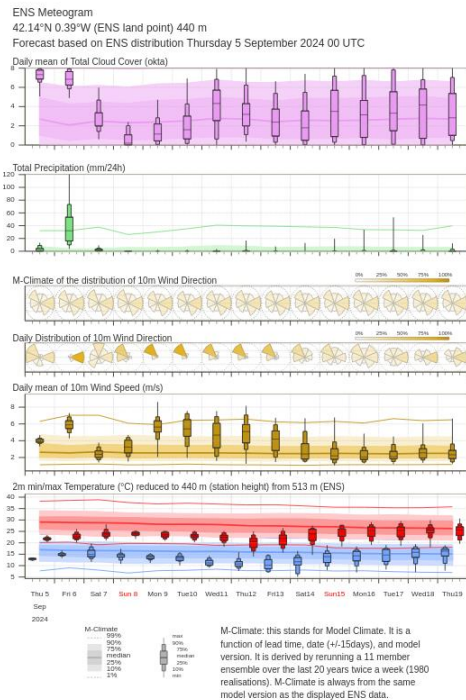 ENS Meteogram
42.14°N 0.39°W (ENS land point) 440 m
Forecast based on ENS distribution Thursday 5 September 2024 00 UTC
Daily mean of Total Cloud Cover (okta)
8
6
4
2
0
Total Precipitation (mm/24h)
120
100
80
60
40
20
0
M-Climate of the distribution of 10m Wind Direction
0% 25% 50% 75% 100%
Daily Distribution of 10m Wind Direction
0% 25% 50% 75% 100%
Daily mean of 10m Wind Speed (m/s)
8
6
4
2
2m min/max Temperature (°C) reduced to 440 m (station height) from 513 m (ENS)
40
35
30
25
20
15
10
5
Thu 5 Fri 6 Sat 7 Sun 8 Mon 9 Tue10 Wed11 Thu12 Fri13 Sat14 Sun15 Mon16 Tue17 Wed18 Thu19
Sep
2024
M-Climate
99%
90%
75%
median
25%
10%
1%
max
90%
75%
median
25%
10%
min
M-Climate: this stands for Model Climate. It is a
function of lead time, date (+/-15days), and model
version. It is derived by rerunning a 11 member
ensemble over the last 20 years twice a week (1980
realisations). M-Climate is always from the same
model version as the displayed ENS data.